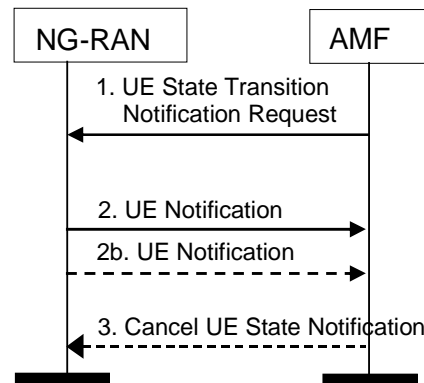 NG-RAN
AMF
1. UE State Transition
Notification Request
2. UE Notification
2b. UE Notification
3. Cancel UE State Notification